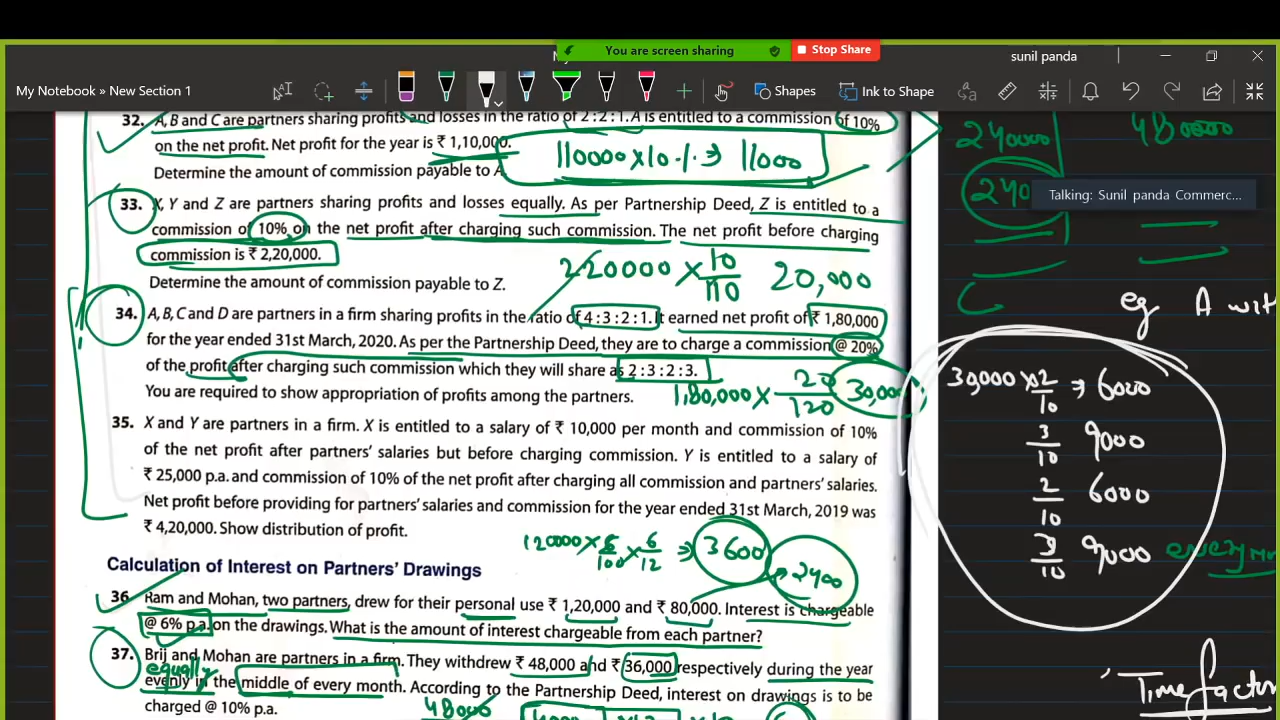 You are screen sharing
Stop Share
sunil panda
My Notebook » New Section 1
Shapes
Ink to Shape
32. A, B and C are partners sharing profits and losses in the ratio of 2 : 2 : 1. A is entitled to a commission of 10%
on the net profit. Net profit for the year is ₹ 1,10,000.
110000 x 10 % ⇒ 11000
Determine the amount of commission payable to A.
240000 480000
Talking: Sunil panda Commerc...
33. X, Y and Z are partners sharing profits and losses equally. As per Partnership Deed, Z is entitled to a
commission of 10% on the net profit after charging such commission. The net profit before charging
commission is ₹ 2,20,000.
220000 x 10/110 20,000
Determine the amount of commission payable to Z.
eg A wit
34. A, B, C and D are partners in a firm sharing profits in the ratio of 4 : 3 : 2 : 1. It earned net profit of ₹ 1,80,000
for the year ended 31st March, 2020. As per the Partnership Deed, they are to charge a commission @ 20%
of the profit after charging such commission which they will share as 2 : 3 : 2 : 3.
You are required to show appropriation of profits among the partners.
1,80,000 x 20/120 30,000
30,000 x 2/10 ⇒ 6000
3/10 9000
2/10 6000
3/10 9000
35. X and Y are partners in a firm. X is entitled to a salary of ₹ 10,000 per month and commission of 10%
of the net profit after partners' salaries but before charging commission. Y is entitled to a salary of
₹ 25,000 p.a. and commission of 10% of the net profit after charging all commission and partners' salaries.
Net profit before providing for partners' salaries and commission for the year ended 31st March, 2019 was
₹ 4,20,000. Show distribution of profit.
120000 x 6/100 x 6/12 ⇒ 3600
2400
Calculation of Interest on Partners' Drawings
36. Ram and Mohan, two partners, drew for their personal use ₹ 1,20,000 and ₹ 80,000. Interest is chargeable
@ 6% p.a. on the drawings. What is the amount of interest chargeable from each partner?
37. Brij and Mohan are partners in a firm. They withdrew ₹ 48,000 and ₹ 36,000 respectively during the year
equally
evenly in the middle of every month. According to the Partnership Deed, interest on drawings is to be
charged @ 10% p.a.
48000
Time factor